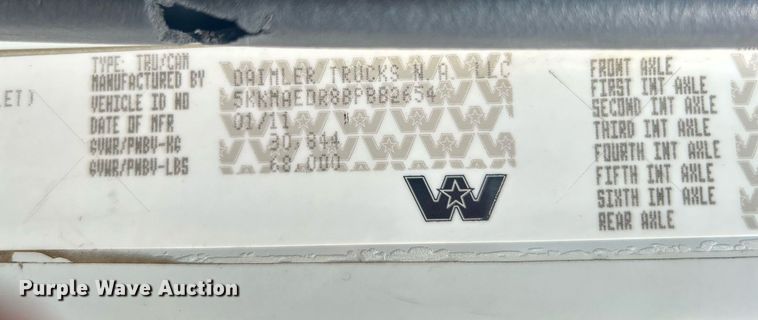 TYPE: TRU/CAM
MANUFACTURED BY DAIMLER TRUCKS N.A. LLC
VEHICLE ID NO 5KKMAEDR8BPBB2654
DATE OF MFR 01/11
GVWR/PNBV-KG 30,844
GVWR/PNBV-LBS 68,000
LET)
FRONT AXLE
FIRST INT AXLE
SECOND INT AXLE
THIRD INT AXLE
FOURTH INT AXLE
FIFTH INT AXLE
SIXTH INT AXLE
REAR AXLE
W
Purple Wave Auction